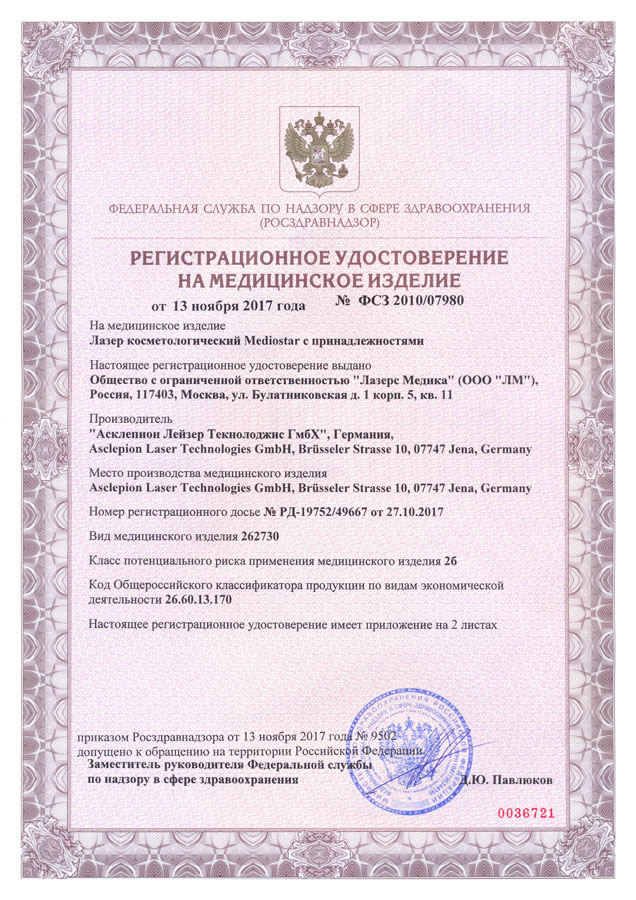 ФЕДЕРАЛЬНАЯ СЛУЖБА ПО НАДЗОРУ В СФЕРЕ ЗДРАВООХРАНЕНИЯ
(РОСЗДРАВНАДЗОР)
РЕГИСТРАЦИОННОЕ УДОСТОВЕРЕНИЕ
НА МЕДИЦИНСКОЕ ИЗДЕЛИЕ
от 13 ноября 2017 года № ФСЗ 2010/07980
На медицинское изделие
Лазер косметологический Mediostar с принадлежностями
Настоящее регистрационное удостоверение выдано
Общество с ограниченной ответственностью "Лазерс Медика" (ООО "ЛМ"),
Россия, 117403, Москва, ул. Булатниковская д. 1 корп. 5, кв. 11
Производитель
"Асклепион Лейзер Текнолоджис ГмбХ", Германия,
Asclepion Laser Technologies GmbH, Brüsseler Strasse 10, 07747 Jena, Germany
Место производства медицинского изделия
Asclepion Laser Technologies GmbH, Brüsseler Strasse 10, 07747 Jena, Germany
Номер регистрационного досье № РД-19752/49667 от 27.10.2017
Вид медицинского изделия 262730
Класс потенциального риска применения медицинского изделия 2б
Код Общероссийского классификатора продукции по видам экономической
деятельности 26.60.13.170
Настоящее регистрационное удостоверение имеет приложение на 2 листах
приказом Росздравнадзора от 13 ноября 2017 года № 9502
допущено к обращению на территории Российской Федерации.
Заместитель руководителя Федеральной службы
по надзору в сфере здравоохранения
Д.Ю. Павлюков
0036721